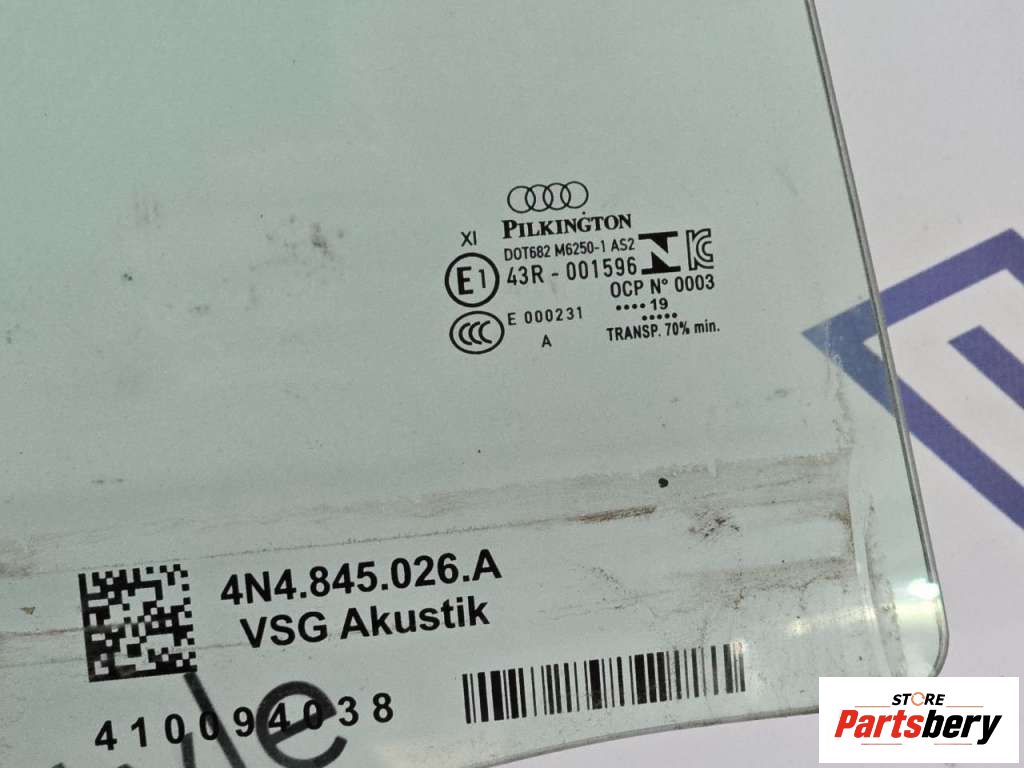 PILKINGTON
XI
DOT682 M6250-1 AS2
E1
43R - 001596
OCP N° 0003
•••• 19
•••••
CCC
E 000231
A
TRANSP. 70% min.
4N4.845.026.A
VSG Akustik
410094038
STORE
Partsbery